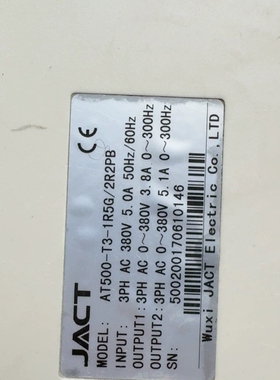 JACT
CE
MODEL: AT500-T3-1R5G/2R2PB
INPUT: 3PH AC 380V 5.0A 50Hz/60Hz
OUTPUT1:3PH AC 0~380V 3.8A 0~300Hz
OUTPUT2:3PH AC 0~380V 5.1A 0~300Hz
SN: 500200170610146
Wuxi JACT Electric Co.,LTD